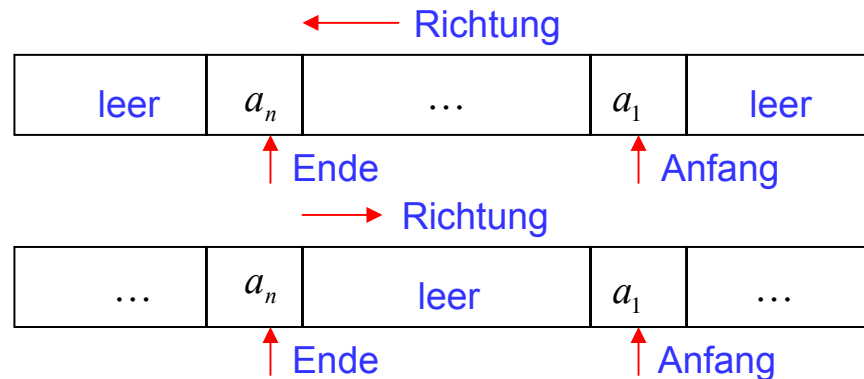 Richtung
leer aₙ … a₁ leer
Ende Anfang
Richtung
… aₙ leer a₁ …
Ende Anfang